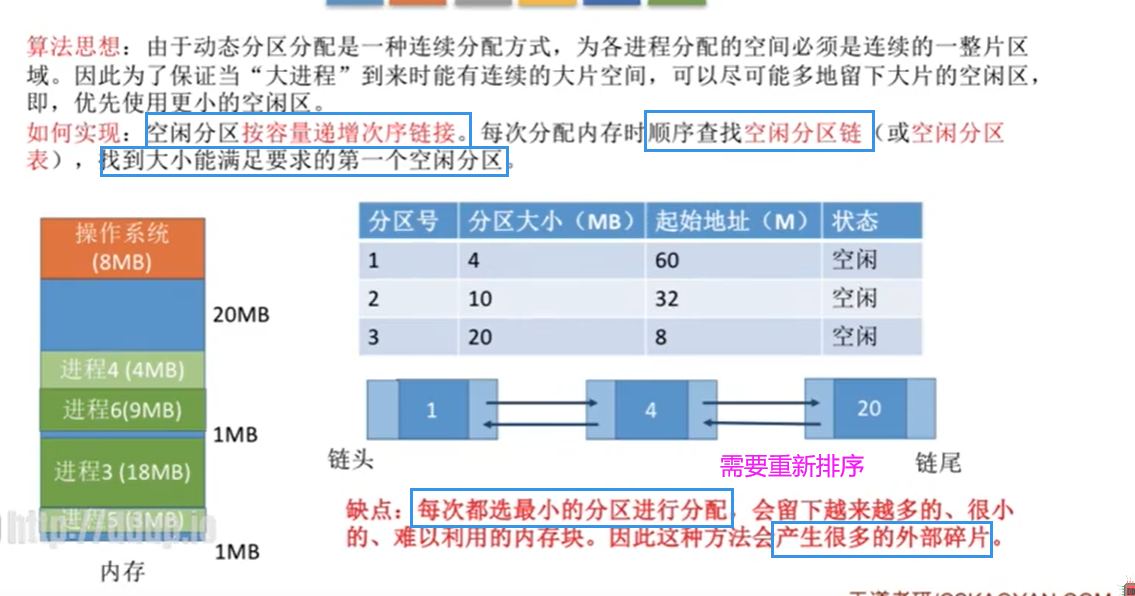 算法思想：由于动态分区分配是一种连续分配方式，为各进程分配的空间必须是连续的一整片区
域。因此为了保证当“大进程”到来时能有连续的大片空间，可以尽可能多地留下大片的空闲区，
即，优先使用更小的空闲区。
如何实现：空闲分区按容量递增次序链接。每次分配内存时顺序查找空闲分区链（或空闲分区
表），找到大小能满足要求的第一个空闲分区。
操作系统
(8MB)
20MB
进程4 (4MB)
进程6(9MB)
1MB
进程3 (18MB)
进程5 (3MB)
1MB
内存
分区号 分区大小（MB） 起始地址（M） 状态
1 4 60 空闲
2 10 32 空闲
3 20 8 空闲
1 4 20
链头
需要重新排序
链尾
缺点：每次都选最小的分区进行分配，会留下越来越多的、很小
的、难以利用的内存块。因此这种方法会产生很多的外部碎片。